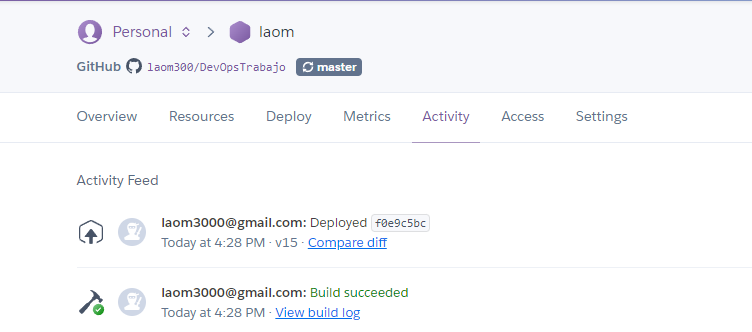 Personal > laom
GitHub laom300/DevOpsTrabajo master
Overview Resources Deploy Metrics Activity Access Settings
Activity Feed
laom3000@gmail.com: Deployed f0e9c5bc
Today at 4:28 PM · v15 · Compare diff
laom3000@gmail.com: Build succeeded
Today at 4:28 PM · View build log